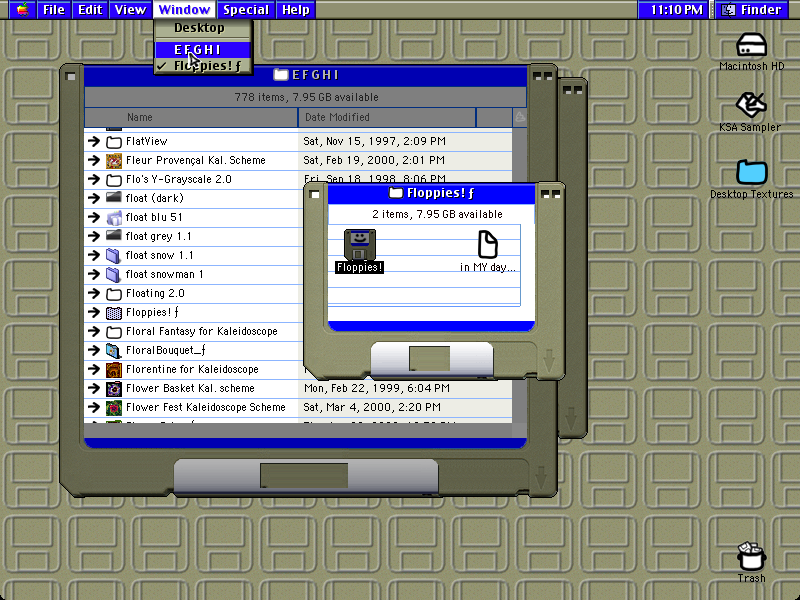 File Edit View Window Special Help 11:10 PM Finder
Desktop
E F G H I
✓ Floppies! ƒ
E F G H I
778 items, 7.95 GB available
Name Date Modified
FlatView Sat, Nov 15, 1997, 2:09 PM
Fleur Provençal Kal. Scheme Sat, Feb 19, 2000, 2:01 PM
Flo's Y-Grayscale 2.0 Fri, Sep 18, 1998, 8:06 PM
float (dark)
float blu 51
float grey 1.1
float snow 1.1
float snowman 1
Floating 2.0
Floppies! ƒ
Floral Fantasy for Kaleidoscope
FloralBouquet_ƒ
Florentine for Kaleidoscope
Flower Basket Kal. scheme Mon, Feb 22, 1999, 6:04 PM
Flower Fest Kaleidoscope Scheme Sat, Mar 4, 2000, 2:20 PM
Floppies! ƒ
2 items, 7.95 GB available
Floppies! in MY day...
Macintosh HD
KSA Sampler
Desktop Textures
Trash